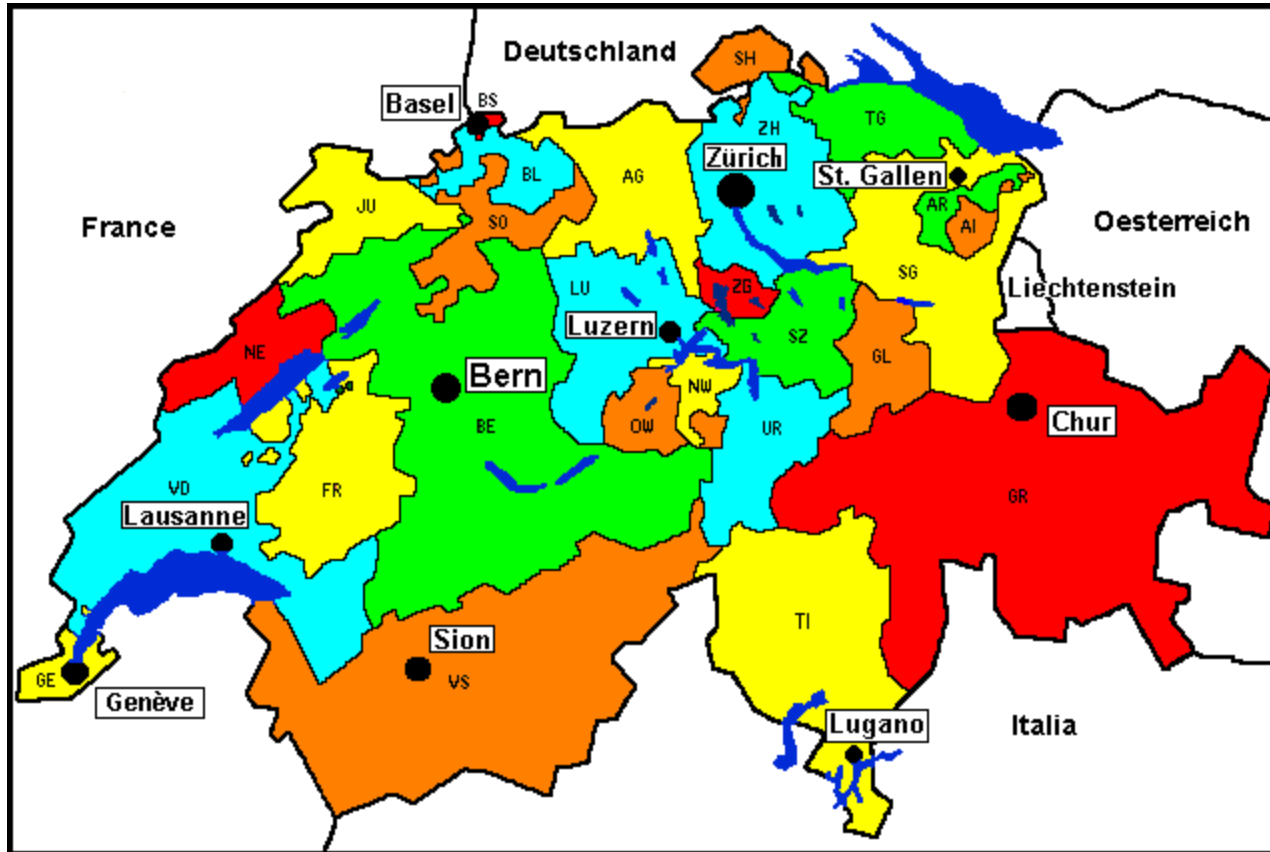 Deutschland
SH
Basel
BS
TG
ZH
Zürich
BL
AG
St. Gallen
JU
AR
AI
SO
France
Oesterreich
SG
LU
ZG
Liechtenstein
Luzern
SZ
NE
GL
Bern
NW
Chur
BE
OW
UR
VD
FR
GR
Lausanne
TI
Sion
GE
VS
Genève
Lugano
Italia